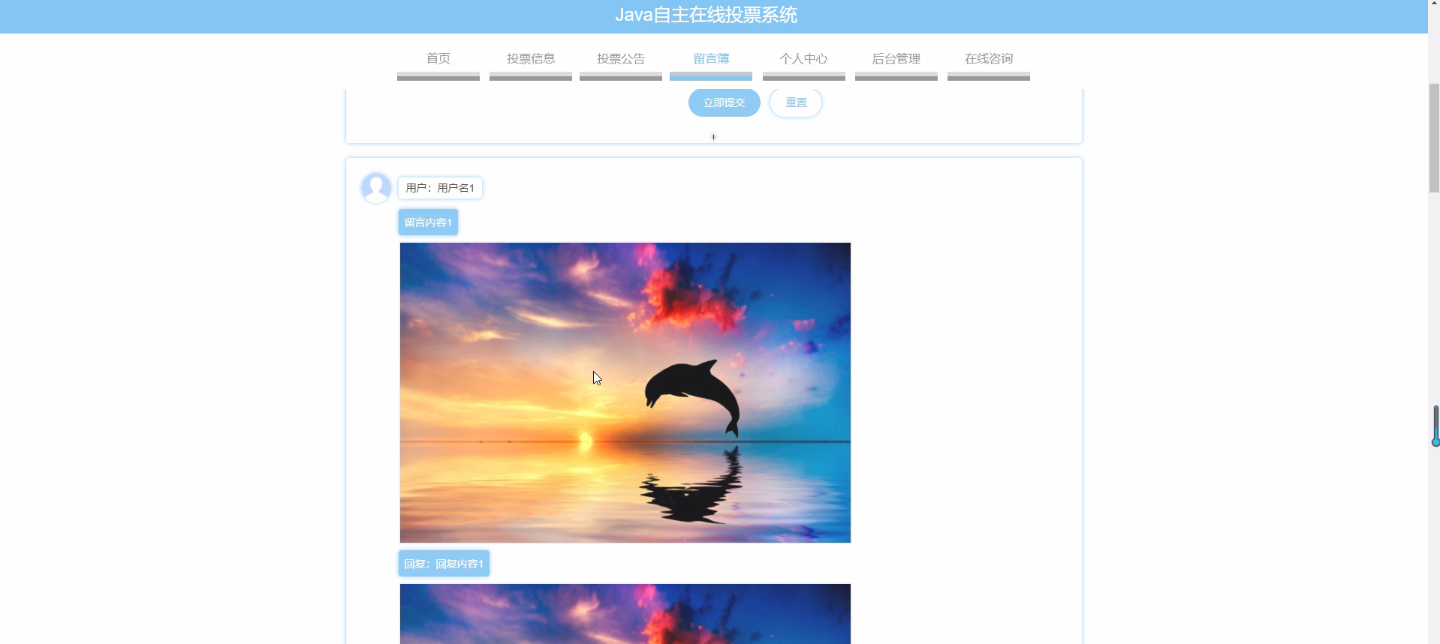 Java自主在线投票系统
首页 投票信息 投票公告 留言簿 个人中心 后台管理 在线咨询
立即提交 重置
用户：用户名1
留言内容1
回复：回复内容1